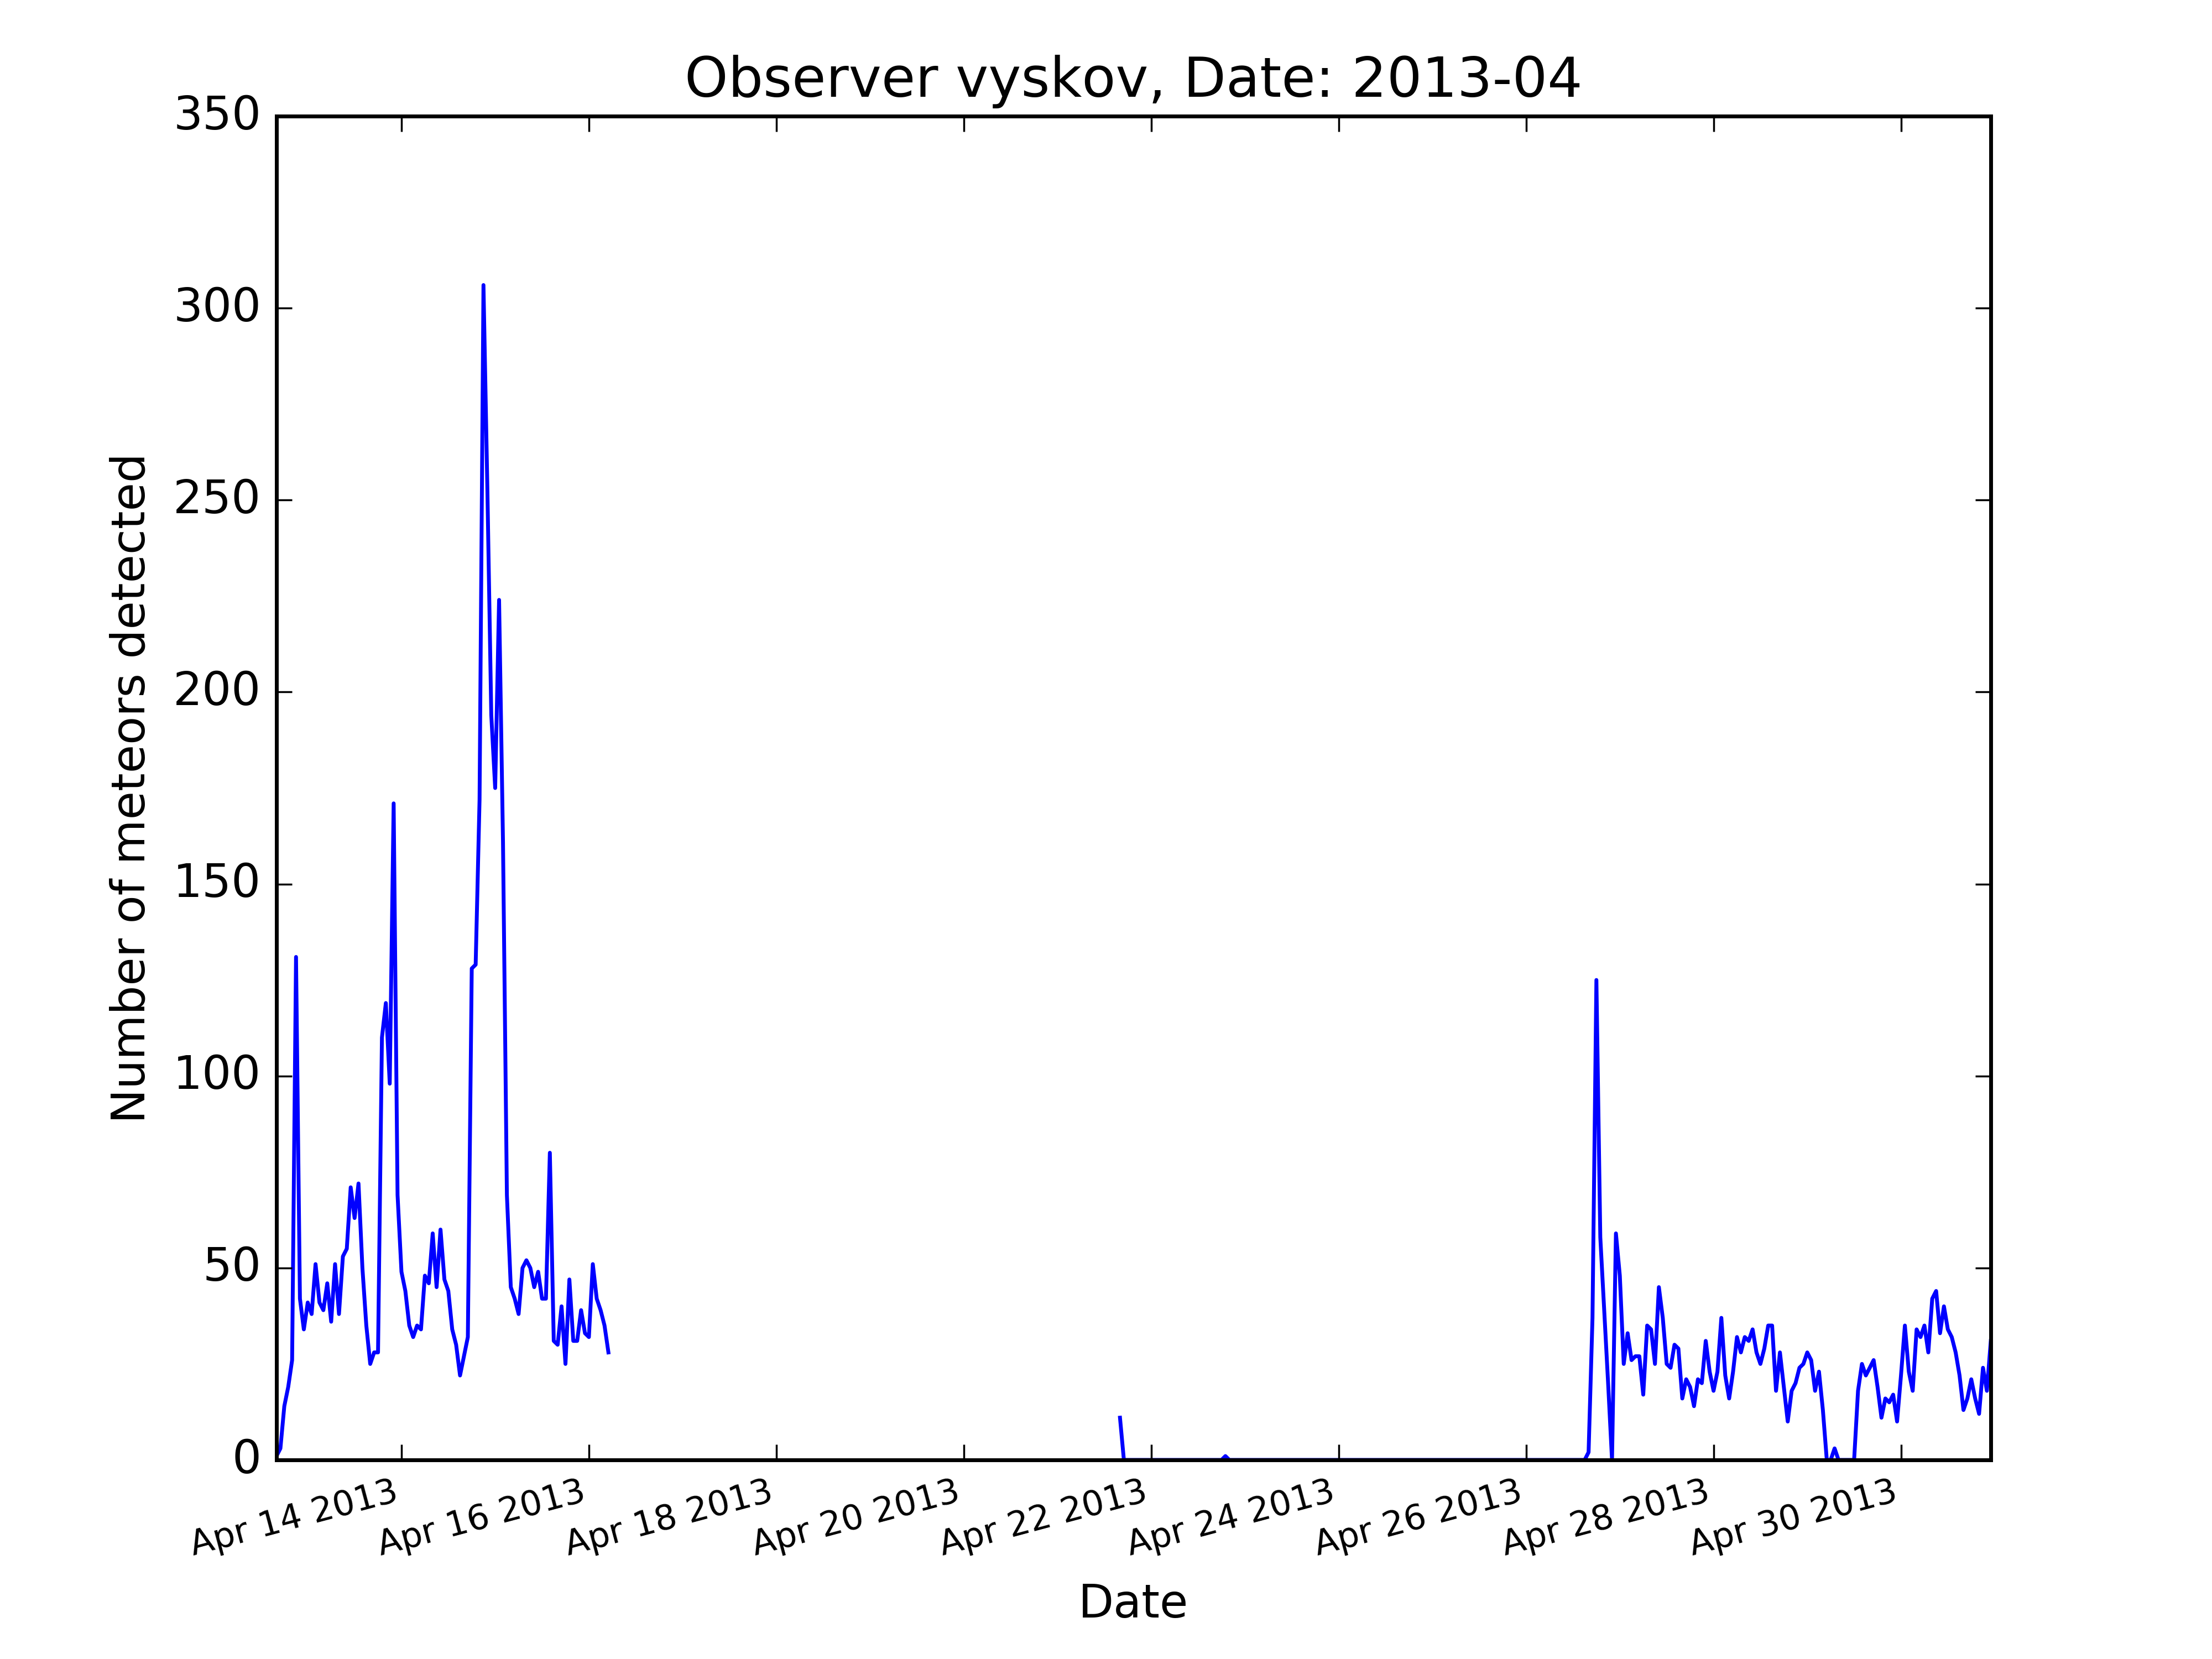 Observer vyskov, Date: 2013-04
350
300
250
200
150
100
50
0
Number of meteors detected
Apr 14 2013
Apr 16 2013
Apr 18 2013
Apr 20 2013
Apr 22 2013
Apr 24 2013
Apr 26 2013
Apr 28 2013
Apr 30 2013
Date